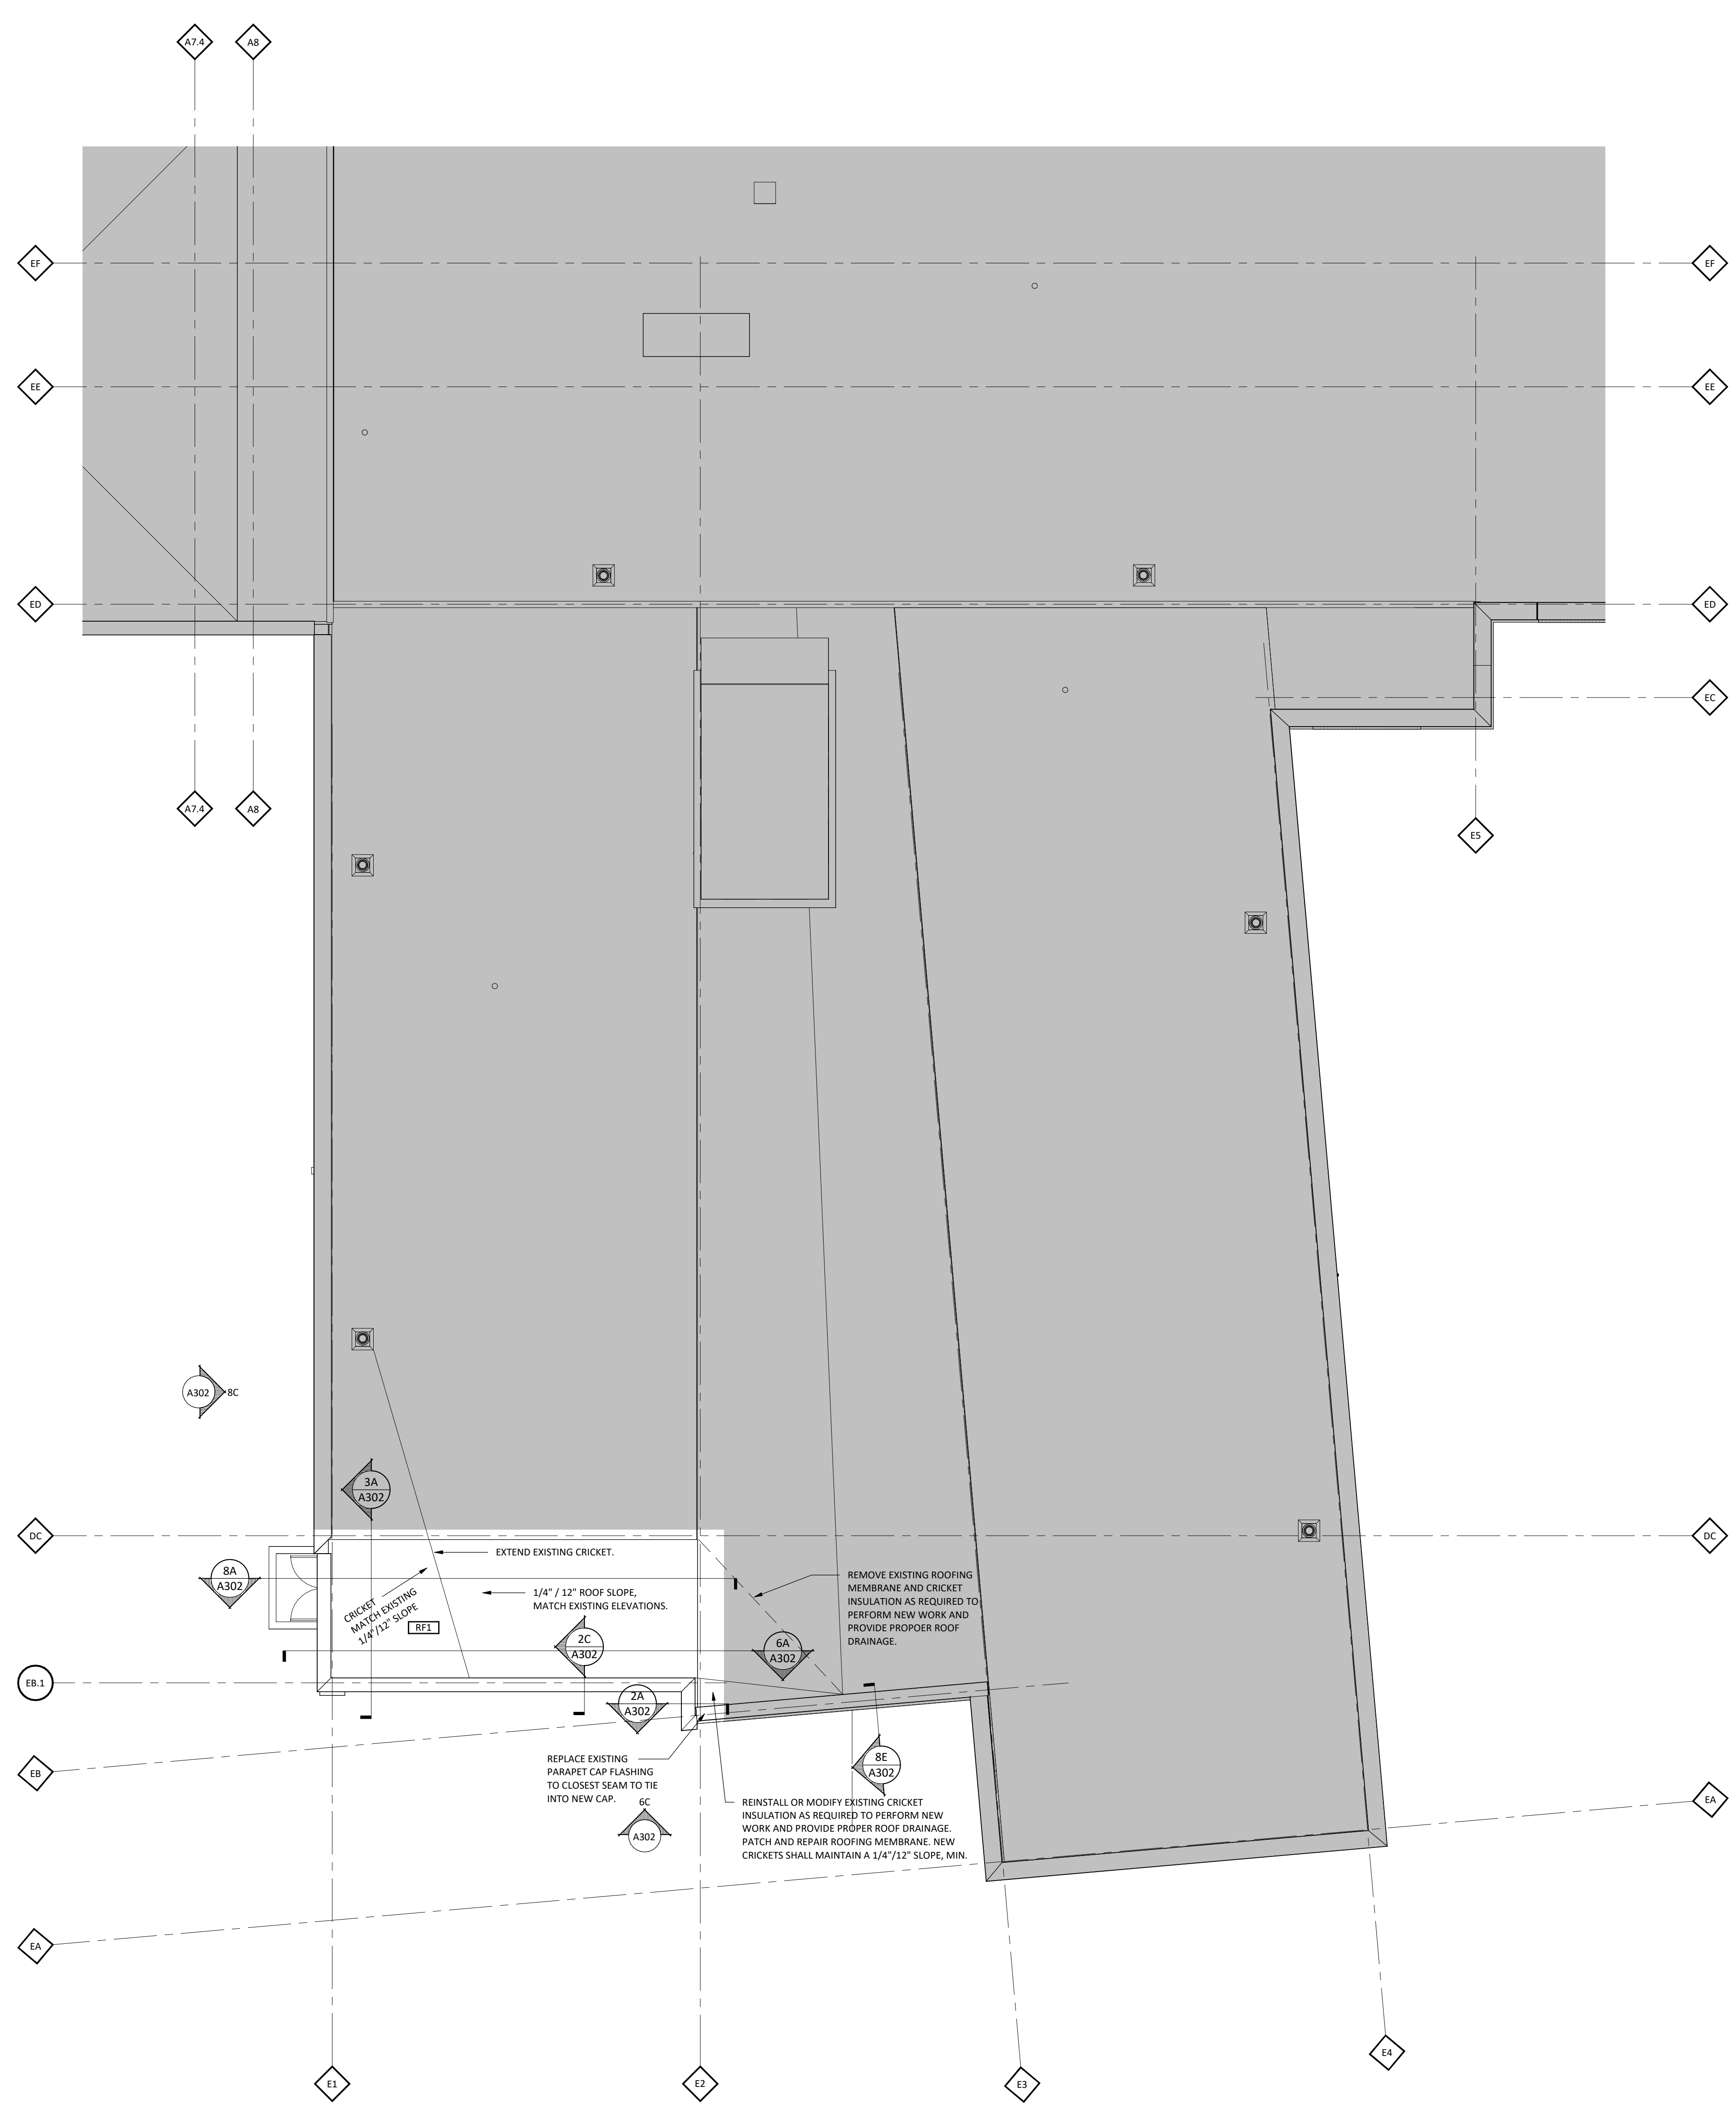 A7.4
A8
EF
EF
EE
EE
ED
ED
EC
A7.4
A8
E5
A302
8C
3A
A302
DC
DC
EXTEND EXISTING CRICKET.
8A
A302
1/4" / 12" ROOF SLOPE,
MATCH EXISTING ELEVATIONS.
CRICKET
MATCH EXISTING
1/4"/12" SLOPE
RF1
REMOVE EXISTING ROOFING
MEMBRANE AND CRICKET
INSULATION AS REQUIRED TO
PERFORM NEW WORK AND
PROVIDE PROPOER ROOF
DRAINAGE.
2C
A302
6A
A302
EB.1
2A
A302
EB
REPLACE EXISTING
PARAPET CAP FLASHING
TO CLOSEST SEAM TO TIE
INTO NEW CAP.
8E
A302
6C
A302
REINSTALL OR MODIFY EXISTING CRICKET
INSULATION AS REQUIRED TO PERFORM NEW
WORK AND PROVIDE PROPER ROOF DRAINAGE.
PATCH AND REPAIR ROOFING MEMBRANE. NEW
CRICKETS SHALL MAINTAIN A 1/4"/12" SLOPE, MIN.
EA
EA
E1
E2
E3
E4